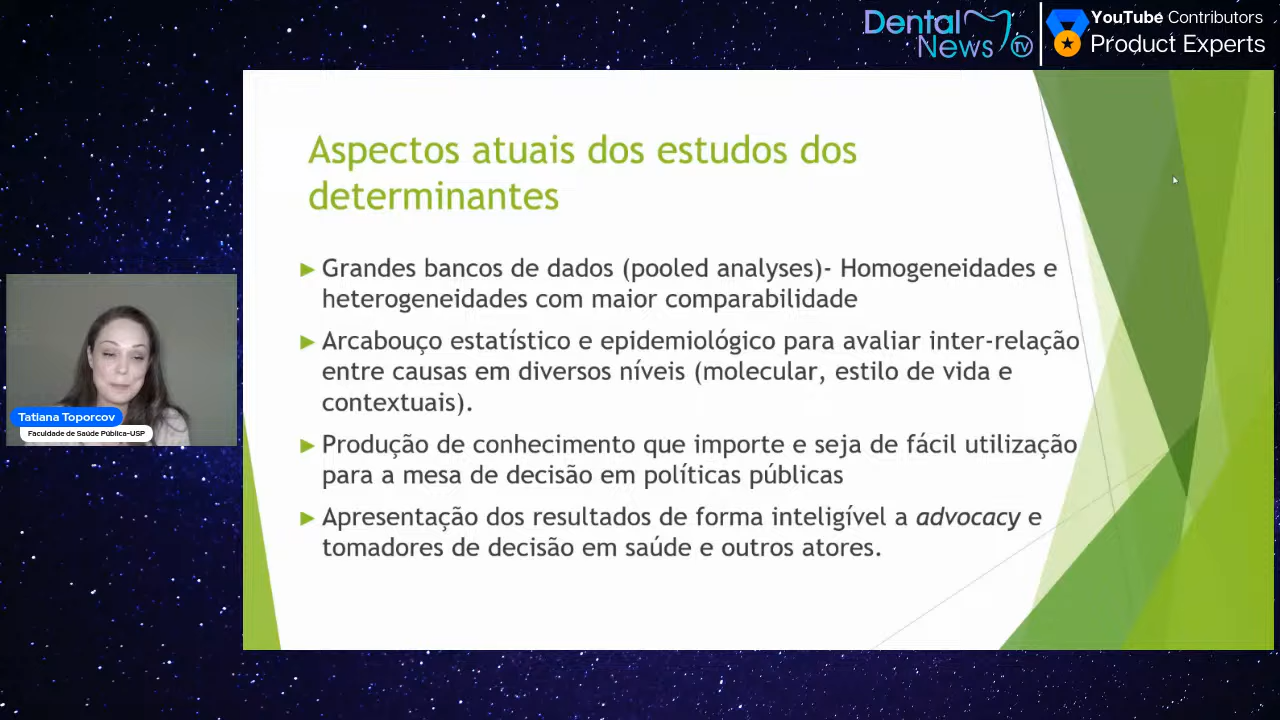 Dental
News TV
YouTube Contributors
Product Experts
Aspectos atuais dos estudos dos
determinantes
Grandes bancos de dados (pooled analyses)- Homogeneidades e
heterogeneidades com maior comparabilidade
Arcabouço estatístico e epidemiológico para avaliar inter-relação
entre causas em diversos níveis (molecular, estilo de vida e
contextuais).
Produção de conhecimento que importe e seja de fácil utilização
para a mesa de decisão em políticas públicas
Apresentação dos resultados de forma inteligível a advocacy e
tomadores de decisão em saúde e outros atores.
Tatiana Toporcov
Faculdade de Saúde Pública-USP